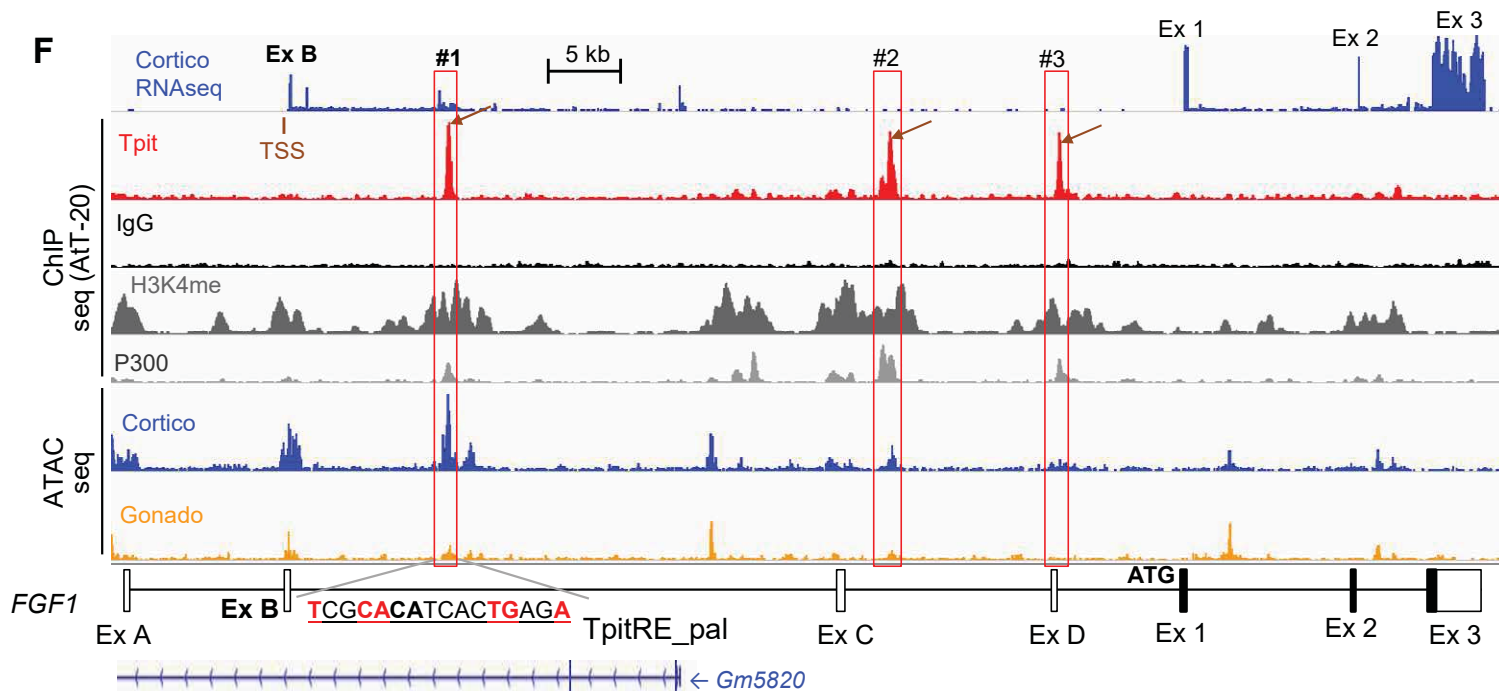 F
Cortico
RNAseq
Ex B
#1
5 kb
#2
#3
Ex 1
Ex 2
Ex 3
TSS
ChIP
seq (AtT-20)
Tpit
IgG
H3K4me
P300
ATAC
seq
Cortico
Gonado
FGF1
Ex A
Ex B
TCGCACATCACTGAGA
TpitRE_pal
Ex C
Ex D
ATG
Ex 1
Ex 2
Ex 3
← Gm5820